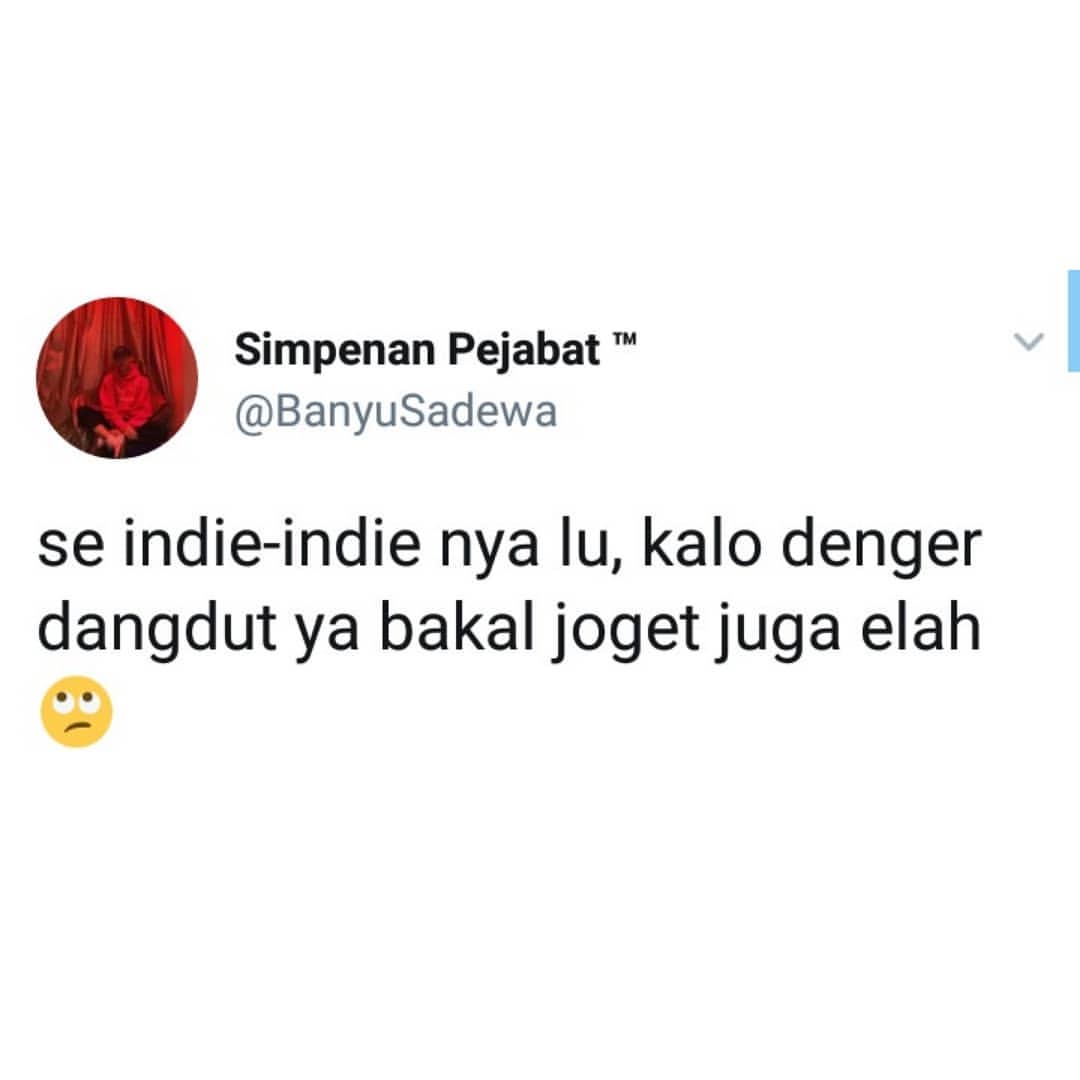 Simpenan Pejabat ™
@BanyuSadewa
se indie-indie nya lu, kalo denger
dangdut ya bakal joget juga elah
🙄